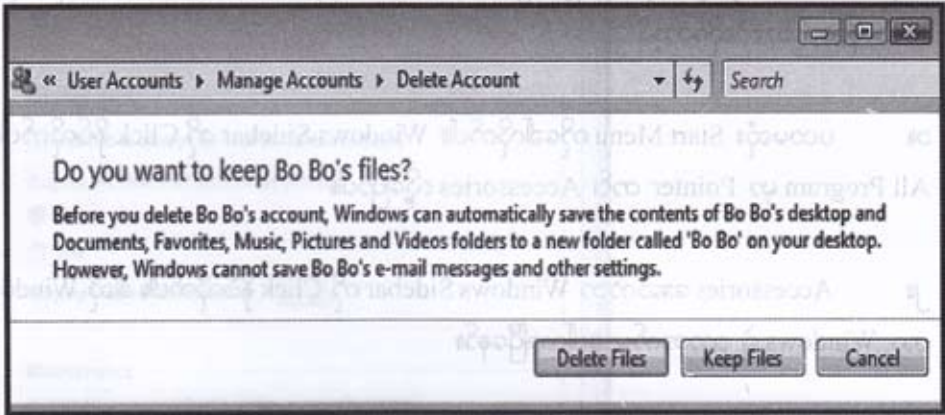 « User Accounts ▸ Manage Accounts ▸ Delete Account
Search
Do you want to keep Bo Bo's files?
Before you delete Bo Bo's account, Windows can automatically save the contents of Bo Bo's desktop and
Documents, Favorites, Music, Pictures and Videos folders to a new folder called 'Bo Bo' on your desktop.
However, Windows cannot save Bo Bo's e-mail messages and other settings.
Delete Files
Keep Files
Cancel